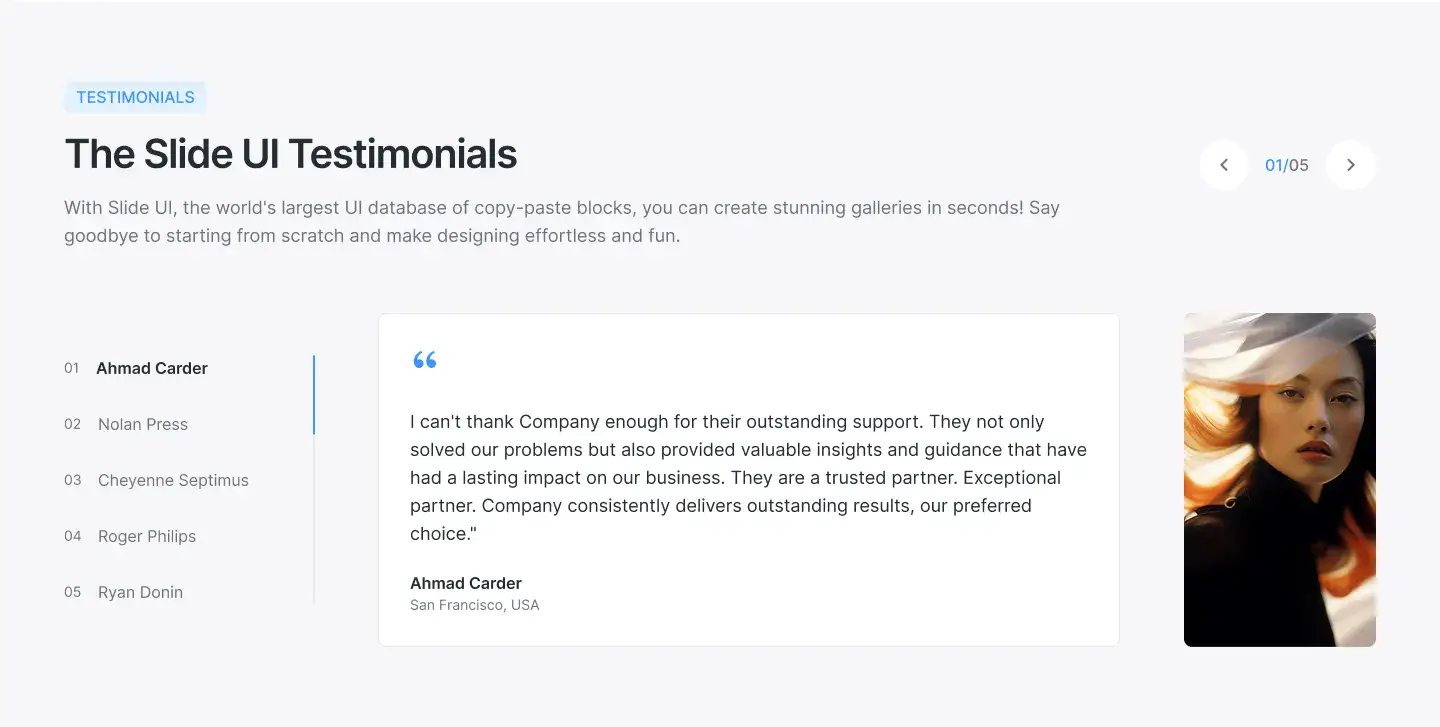 TESTIMONIALS
The Slide UI Testimonials
With Slide UI, the world's largest UI database of copy-paste blocks, you can create stunning galleries in seconds! Say
goodbye to starting from scratch and make designing effortless and fun.
01/05
01 Ahmad Carder
02 Nolan Press
03 Cheyenne Septimus
04 Roger Philips
05 Ryan Donin
“
I can't thank Company enough for their outstanding support. They not only
solved our problems but also provided valuable insights and guidance that have
had a lasting impact on our business. They are a trusted partner. Exceptional
partner. Company consistently delivers outstanding results, our preferred
choice."
Ahmad Carder
San Francisco, USA